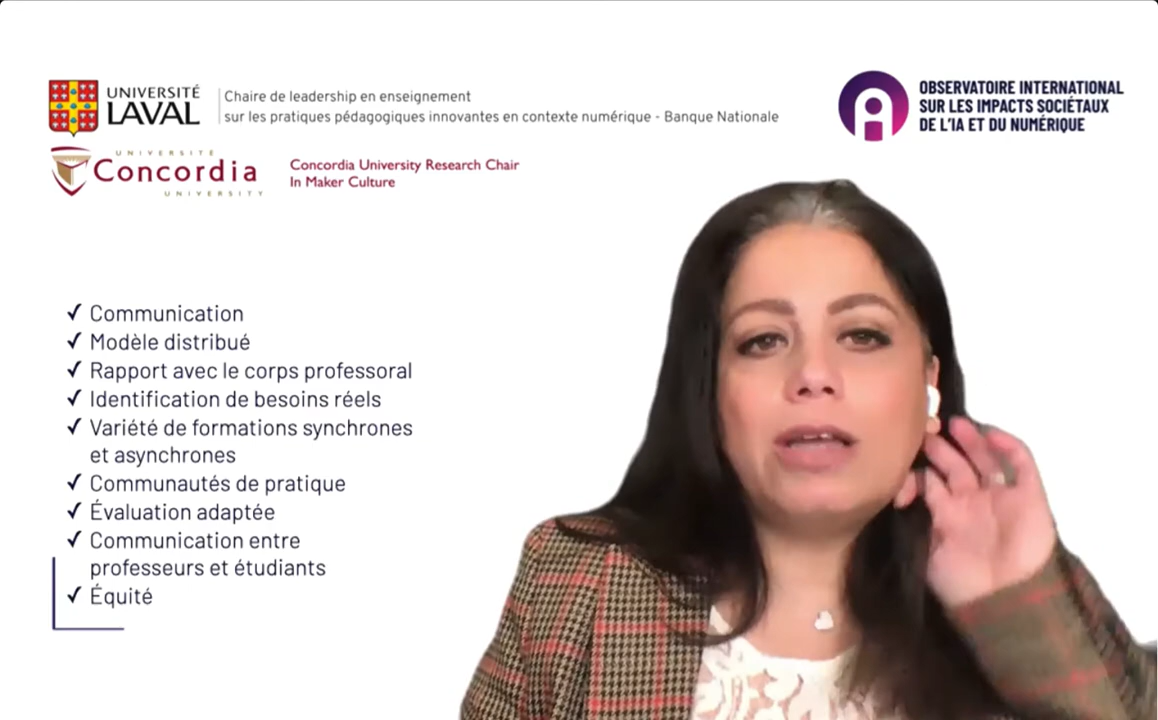 UNIVERSITÉ
LAVAL
Chaire de leadership en enseignement
sur les pratiques pédagogiques innovantes en contexte numérique - Banque Nationale
OBSERVATOIRE INTERNATIONAL
SUR LES IMPACTS SOCIÉTAUX
DE L'IA ET DU NUMÉRIQUE
UNIVERSITÉ
Concordia
UNIVERSITY
Concordia University Research Chair
In Maker Culture
✓ Communication
✓ Modèle distribué
✓ Rapport avec le corps professoral
✓ Identification de besoins réels
✓ Variété de formations synchrones
et asynchrones
✓ Communautés de pratique
✓ Évaluation adaptée
✓ Communication entre
professeurs et étudiants
✓ Équité